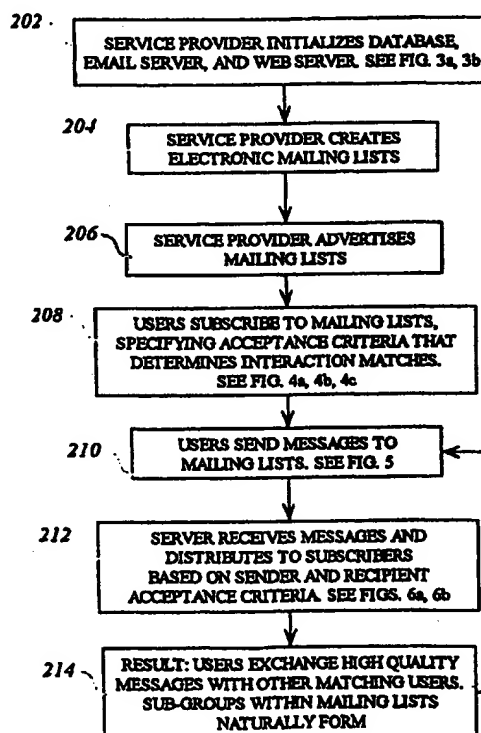 202
SERVICE PROVIDER INITIALIZES DATABASE,
EMAIL SERVER, AND WEB SERVER. SEE FIG. 3a, 3b
204
SERVICE PROVIDER CREATES
ELECTRONIC MAILING LISTS
206
SERVICE PROVIDER ADVERTISES
MAILING LISTS
208
USERS SUBSCRIBE TO MAILING LISTS,
SPECIFYING ACCEPTANCE CRITERIA THAT
DETERMINES INTERACTION MATCHES.
SEE FIG. 4a, 4b, 4c
210
USERS SEND MESSAGES TO
MAILING LISTS. SEE FIG. 5
212
SERVER RECEIVES MESSAGES AND
DISTRIBUTES TO SUBSCRIBERS
BASED ON SENDER AND RECIPIENT
ACCEPTANCE CRITERIA. SEE FIGS. 6a, 6b
214
RESULT: USERS EXCHANGE HIGH QUALITY
MESSAGES WITH OTHER MATCHING USERS.
SUB-GROUPS WITHIN MAILING LISTS
NATURALLY FORM